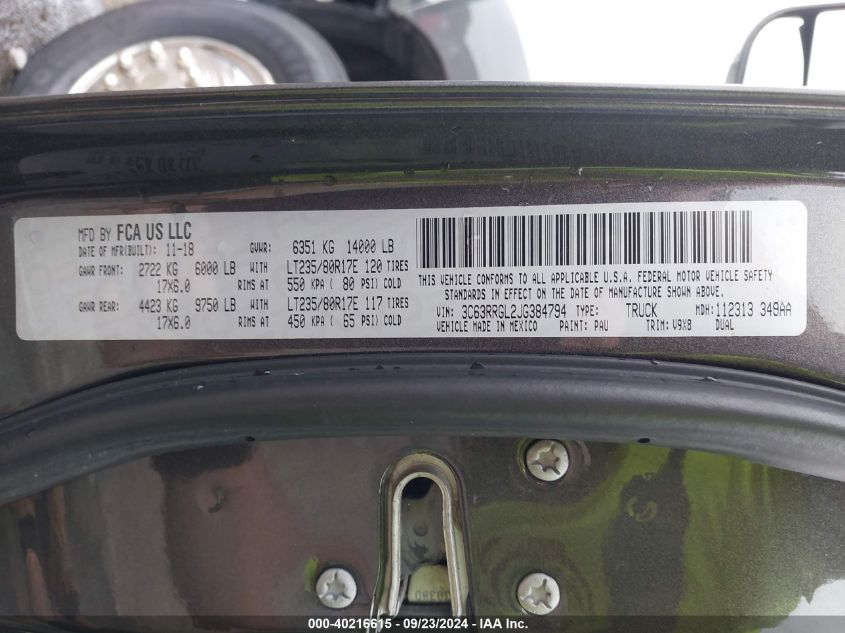 MFD BY FCA US LLC
DATE OF MFR(BUILT): 11-18 GVWR: 6351 KG 14000 LB
GAWR FRONT: 2722 KG 6000 LB WITH LT235/80R17E 120 TIRES
17X6.0 RIMS AT 550 KPA ( 80 PSI) COLD
GAWR REAR: 4423 KG 9750 LB WITH LT235/80R17E 117 TIRES
17X6.0 RIMS AT 450 KPA ( 65 PSI) COLD
THIS VEHICLE CONFORMS TO ALL APPLICABLE U.S.A. FEDERAL MOTOR VEHICLE SAFETY
STANDARDS IN EFFECT ON THE DATE OF MANUFACTURE SHOWN ABOVE.
VIN: 3C63RRGL2JG384794 TYPE: TRUCK MDH: 112313 349AA
VEHICLE MADE IN MEXICO PAINT: PAU TRIM: V9X8 DUAL
000-40216615 - 09/23/2024 - IAA, Inc.